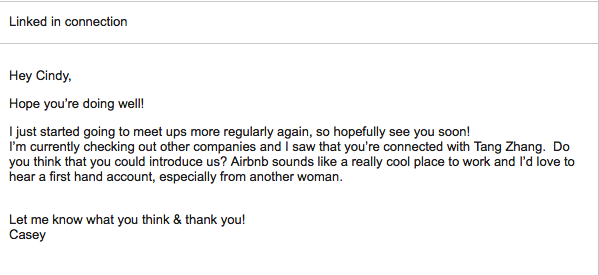 Linked in connection
Hey Cindy,
Hope you're doing well!
I just started going to meet ups more regularly again, so hopefully see you soon!
I'm currently checking out other companies and I saw that you're connected with Tang Zhang.  Do
you think that you could introduce us? Airbnb sounds like a really cool place to work and I'd love to
hear a first hand account, especially from another woman.
Let me know what you think & thank you!
Casey